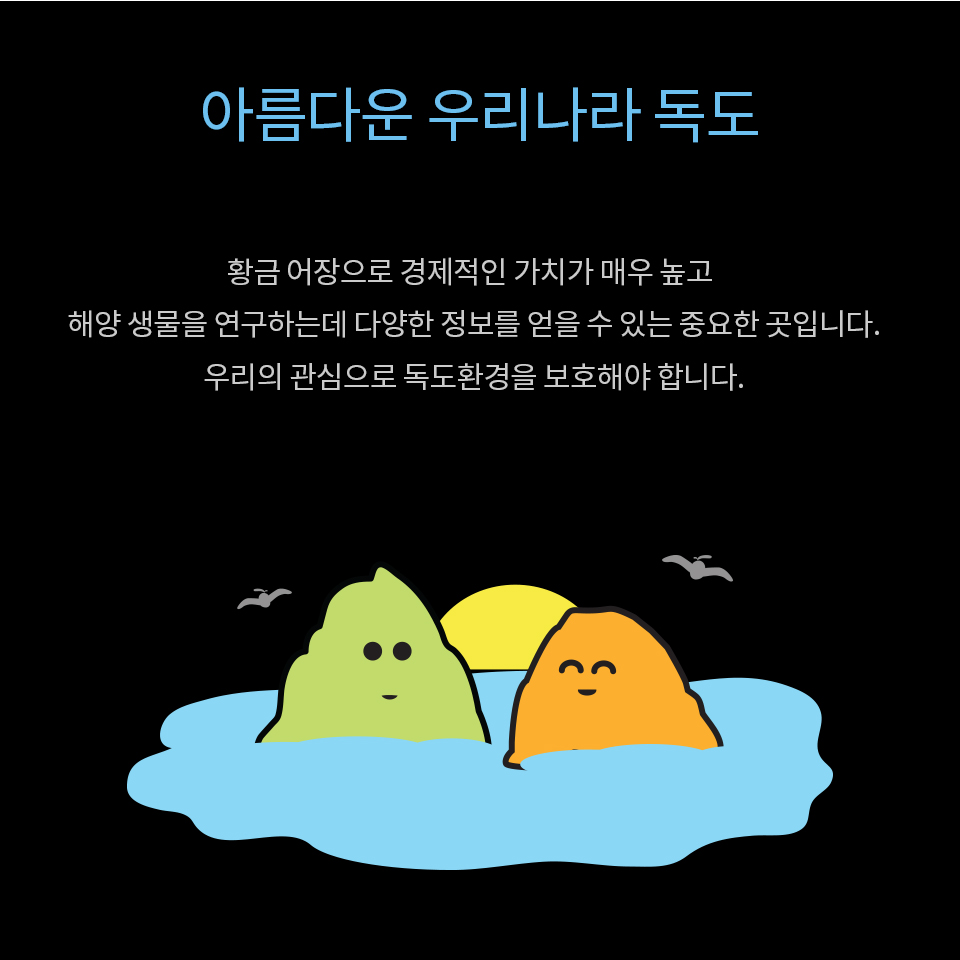 아름다운 우리나라 독도
황금 어장으로 경제적인 가치가 매우 높고
해양 생물을 연구하는데 다양한 정보를 얻을 수 있는 중요한 곳입니다.
우리의 관심으로 독도환경을 보호해야 합니다.